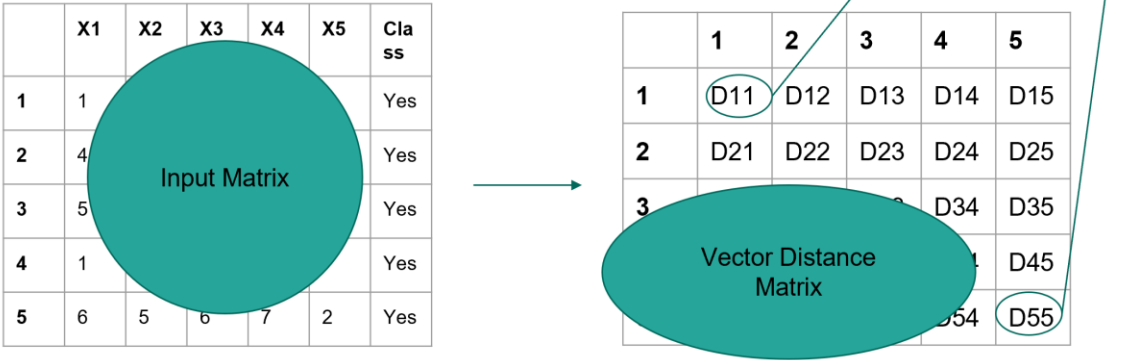 X1 X2 X3 X4 X5 Cla
ss
1 1 Yes
2 4 Yes
3 5 Yes
4 1 Yes
5 6 5 6 7 2 Yes
Input Matrix
1 2 3 4 5
1 D11 D12 D13 D14 D15
2 D21 D22 D23 D24 D25
3 D34 D35
D45
D54 D55
Vector Distance
Matrix